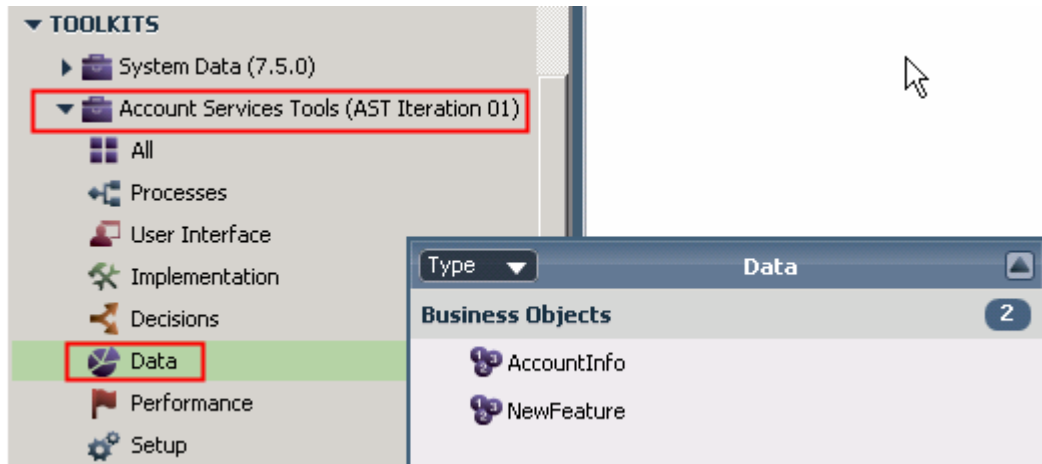 TOOLKITS
System Data (7.5.0)
Account Services Tools (AST Iteration 01)
All
Processes
User Interface
Implementation
Decisions
Data
Performance
Setup
Type Data
Business Objects 2
AccountInfo
NewFeature